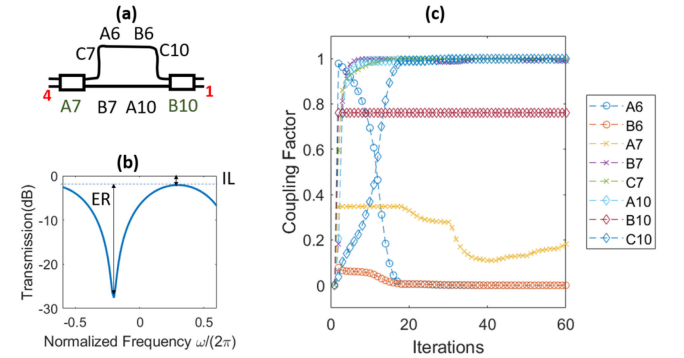 (a)
A6 B6
C7 C10
4 1
A7 B7 A10 B10
(b)
0
-10
-20
-30
Transmission(dB)
ER
IL
-0.5 0 0.5
Normalized Frequency ω/(2π)
(c)
1
0.8
0.6
0.4
0.2
0
Coupling Factor
0 20 40 60
Iterations
A6
B6
A7
B7
C7
A10
B10
C10